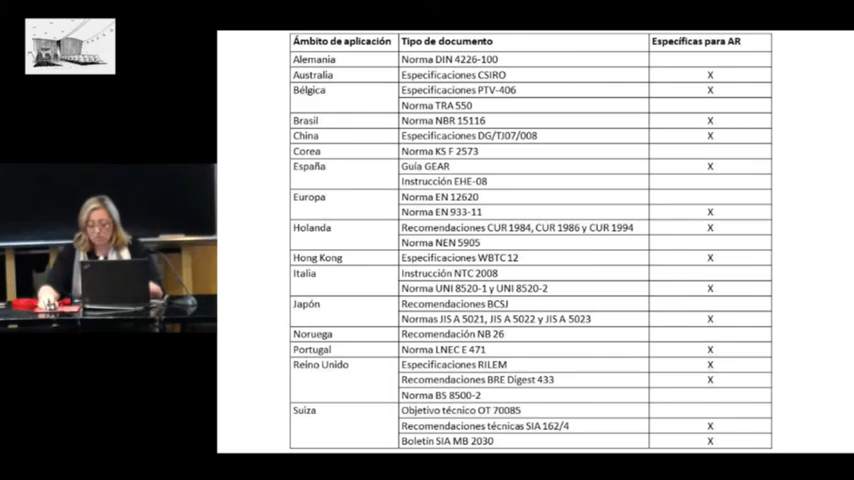 Ámbito de aplicación Tipo de documento Específicas para AR
Alemania Norma DIN 4226-100
Australia Especificaciones CSIRO X
Bélgica Especificaciones PTV-406 X
Norma TRA 550
Brasil Norma NBR 15116 X
China Especificaciones DG/TJ07/008 X
Corea Norma KS F 2573
España Guía GEAR X
Instrucción EHE-08
Europa Norma EN 12620
Norma EN 933-11 X
Holanda Recomendaciones CUR 1984, CUR 1986 y CUR 1994 X
Norma NEN 5905
Hong Kong Especificaciones WBTC 12 X
Italia Instrucción NTC 2008
Norma UNI 8520-1 y UNI 8520-2 X
Japón Recomendaciones BCSJ
Normas JIS A 5021, JIS A 5022 y JIS A 5023 X
Noruega Recomendación NB 26
Portugal Norma LNEC E 471 X
Reino Unido Especificaciones RILEM X
Recomendaciones BRE Digest 433 X
Norma BS 8500-2
Suiza Objetivo técnico OT 70085
Recomendaciones técnicas SIA 162/4 X
Boletín SIA MB 2030 X